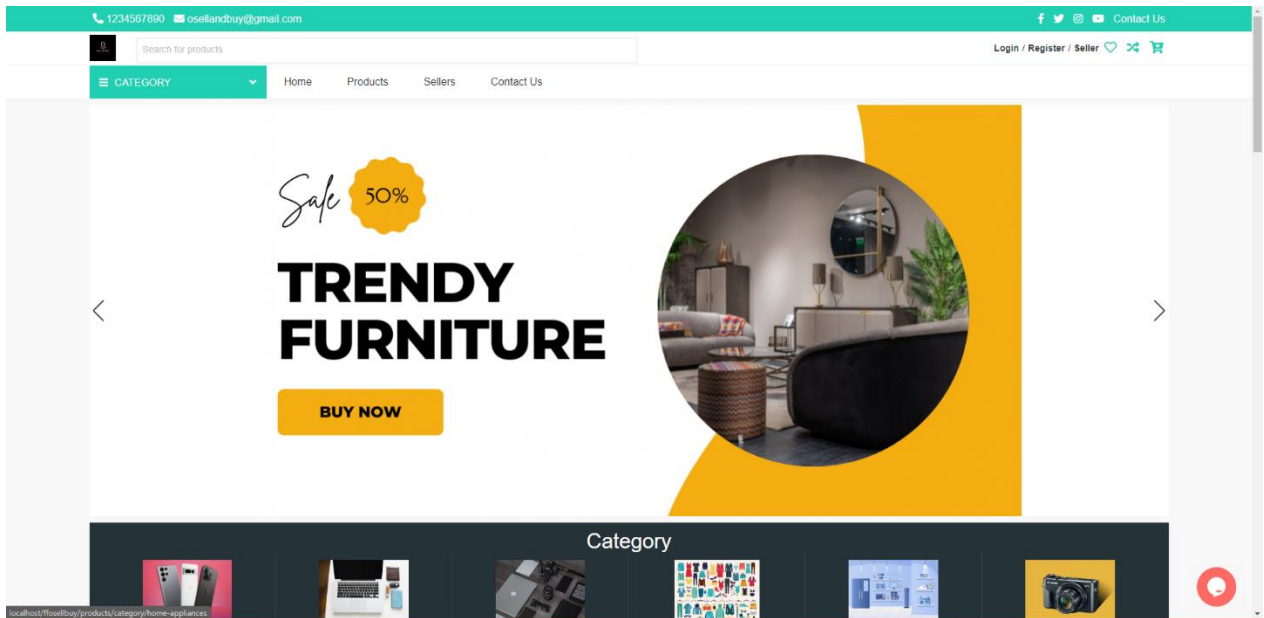 1234567890 osellandbuy@gmail.com Contact Us
Search for products
Login / Register / Seller
CATEGORY Home Products Sellers Contact Us
Sale 50%
TRENDY
FURNITURE
BUY NOW
Category
localhost/ffosellbuy/products/category/home-appliances